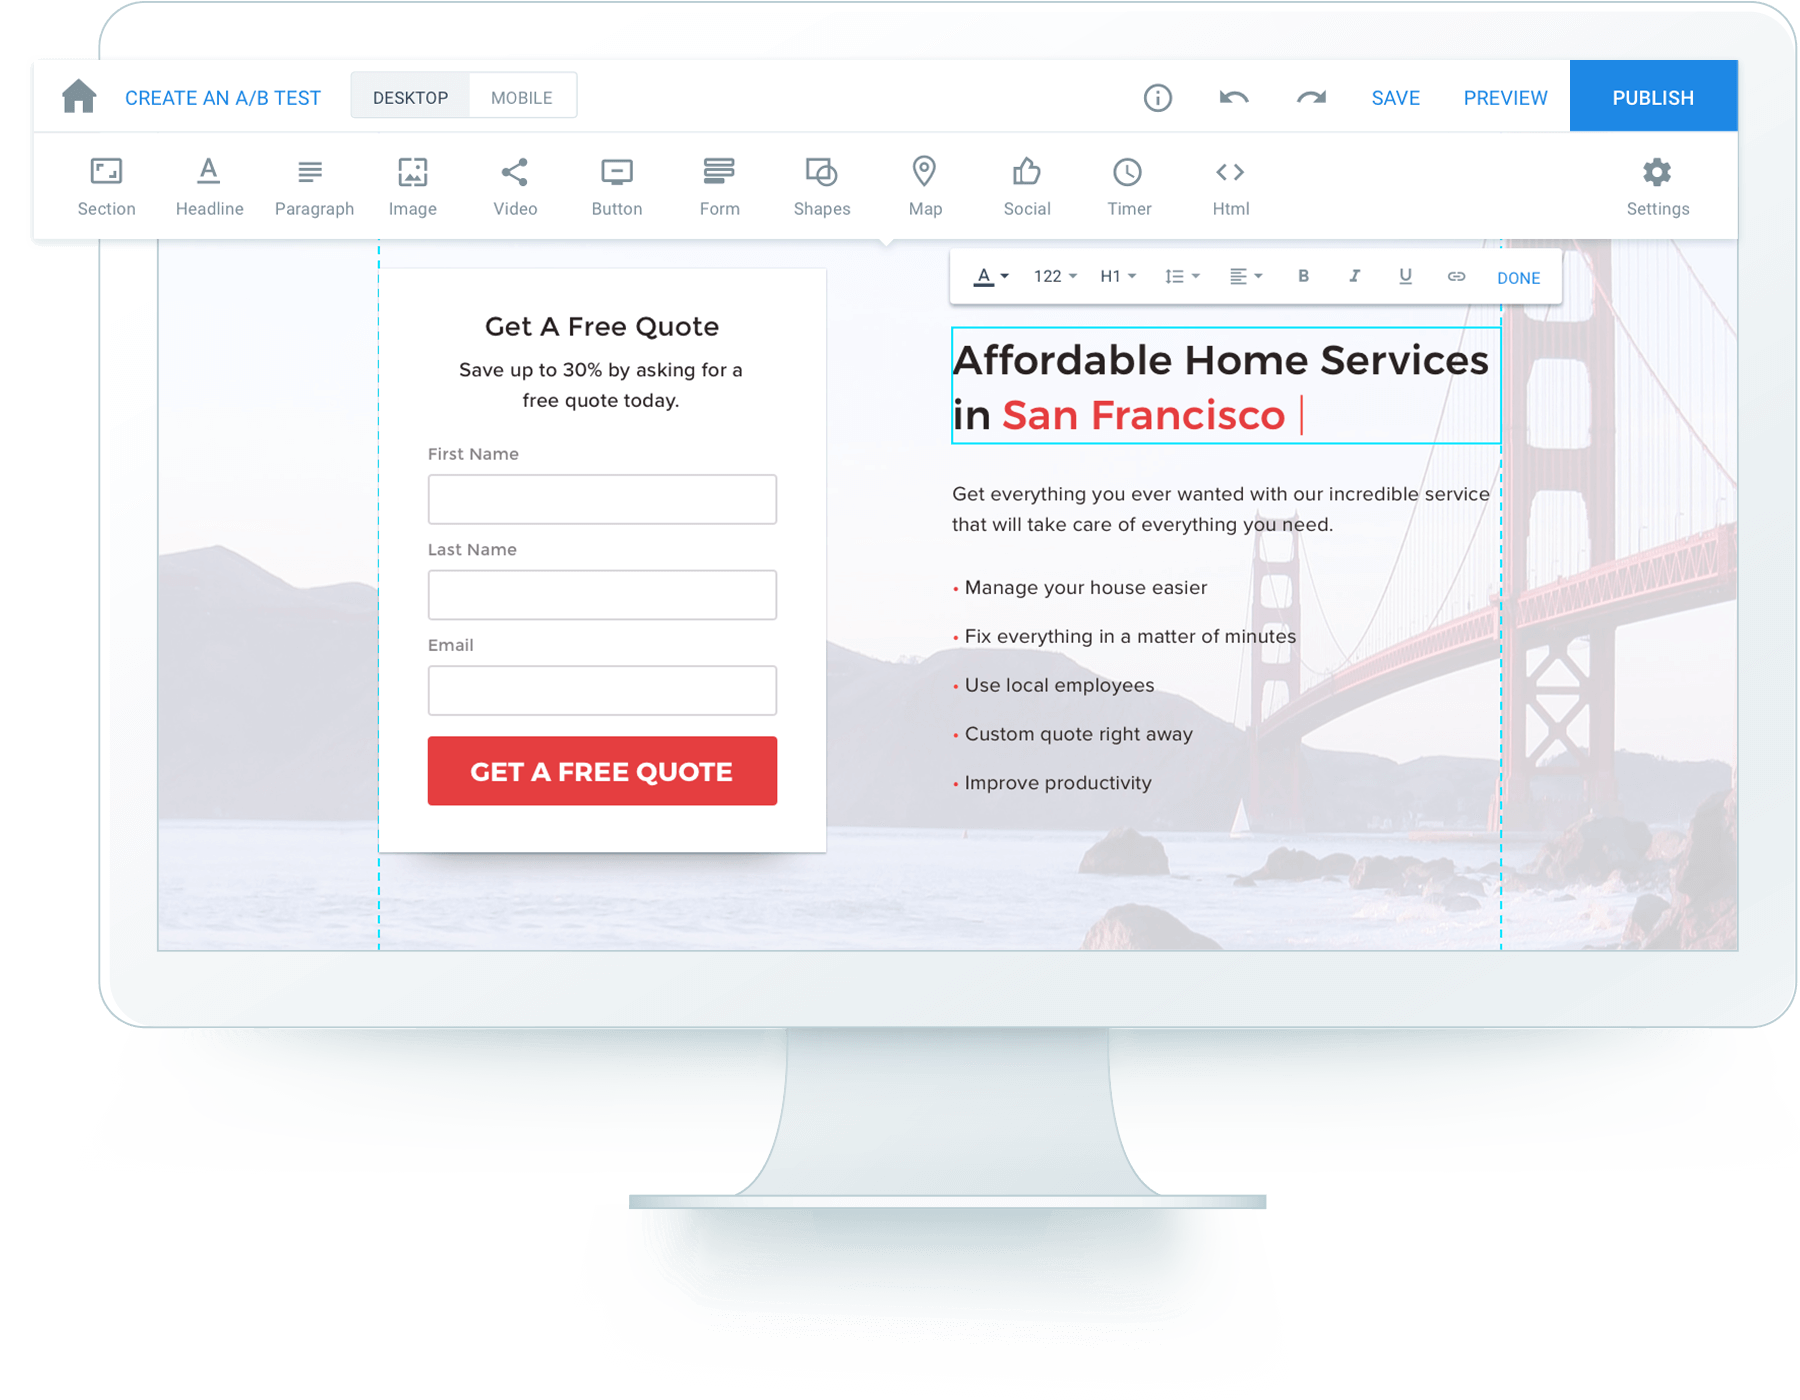 CREATE AN A/B TEST
DESKTOP
MOBILE
SAVE
PREVIEW
PUBLISH
Section
Headline
Paragraph
Image
Video
Button
Form
Shapes
Map
Social
Timer
Html
Settings
A
122
H1
B
I
U
DONE
Get A Free Quote
Save up to 30% by asking for a
free quote today.
First Name
Last Name
Email
GET A FREE QUOTE
Affordable Home Services
in San Francisco
Get everything you ever wanted with our incredible service
that will take care of everything you need.
• Manage your house easier
• Fix everything in a matter of minutes
• Use local employees
• Custom quote right away
• Improve productivity